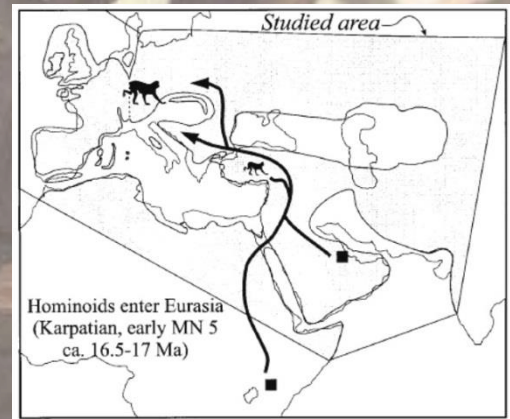 Studied area
Hominoids enter Eurasia
(Karpatian, early MN 5
ca. 16.5-17 Ma)